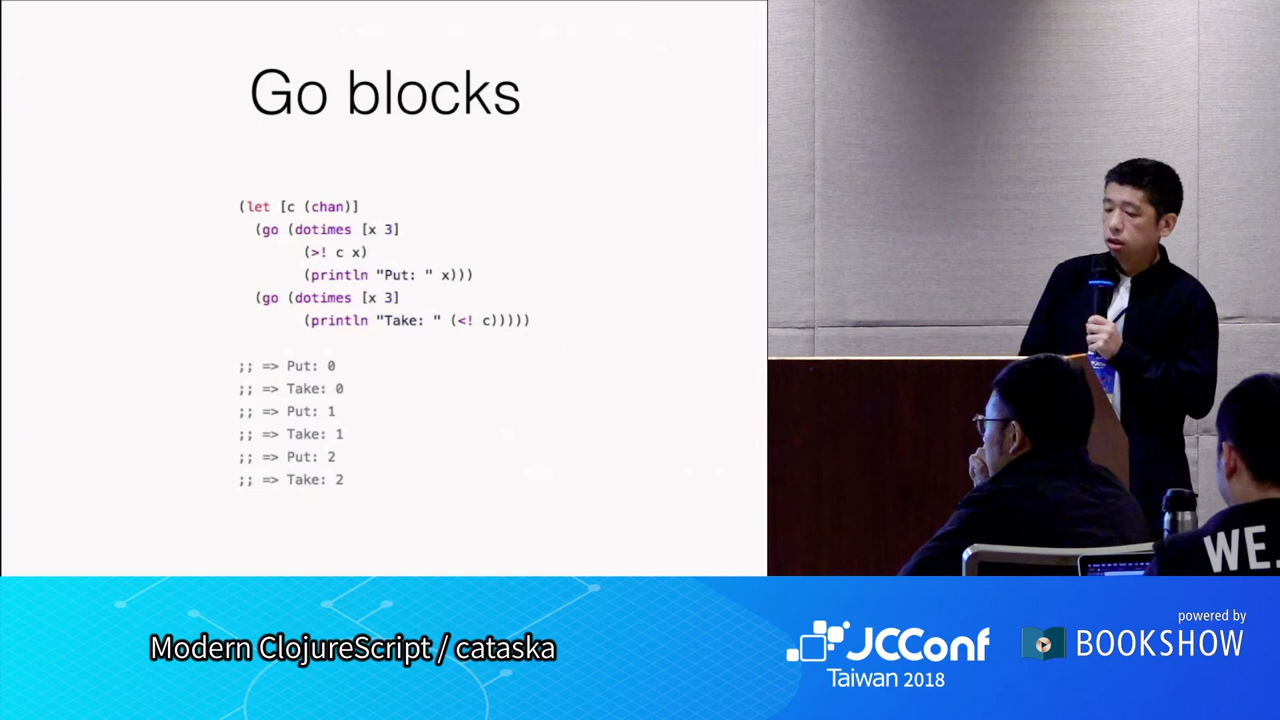 Go blocks
(let [c (chan)]
(go (dotimes [x 3]
(>! c x)
(println "Put: " x)))
(go (dotimes [x 3]
(println "Take: " (<! c)))))
;; => Put: 0
;; => Take: 0
;; => Put: 1
;; => Take: 1
;; => Put: 2
;; => Take: 2
WE.
Modern ClojureScript / cataska
JCConf
Taiwan 2018
powered by
BOOKSHOW